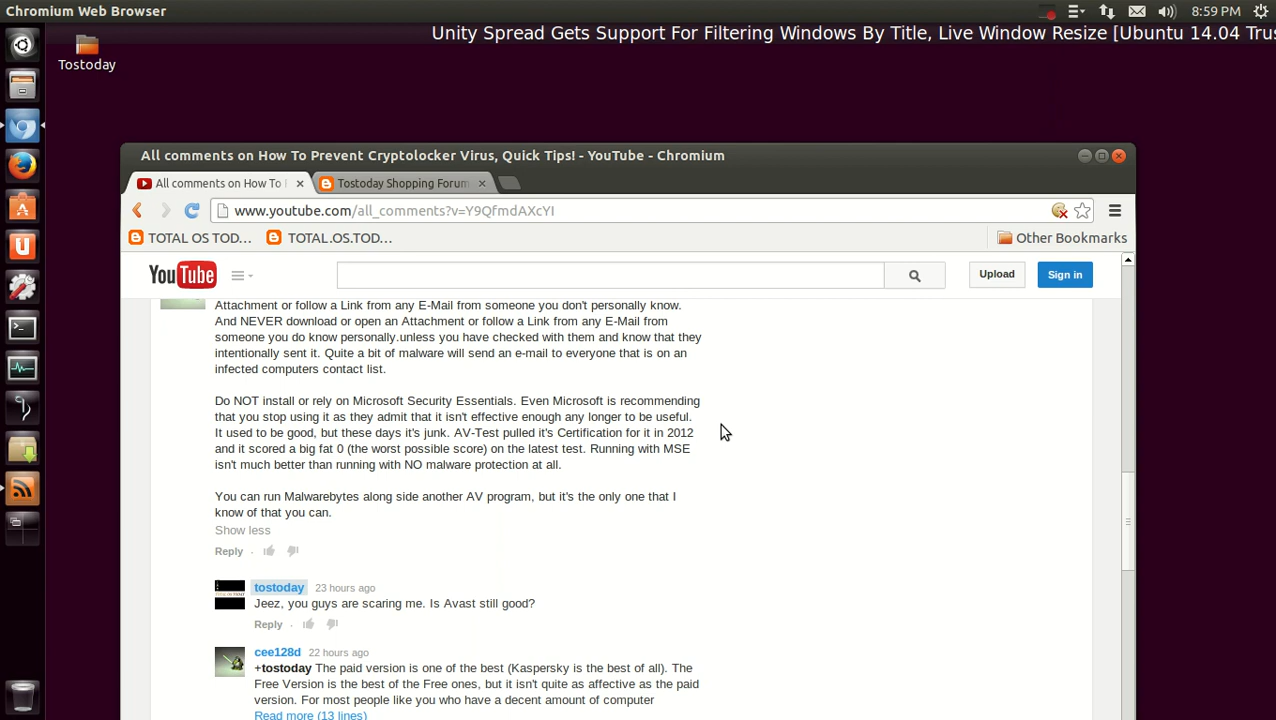 Chromium Web Browser
8:59 PM
Unity Spread Gets Support For Filtering Windows By Title, Live Window Resize [Ubuntu 14.04 Trus
Tostoday
All comments on How To Prevent Cryptolocker Virus, Quick Tips! - YouTube - Chromium
All comments on How To
Tostoday Shopping Forum
www.youtube.com/all_comments?v=Y9QfmdAXcYI
TOTAL OS TOD...
TOTAL.OS.TOD...
Other Bookmarks
YouTube
Upload
Sign in
Attachment or follow a Link from any E-Mail from someone you don't personally know.
And NEVER download or open an Attachment or follow a Link from any E-Mail from
someone you do know personally.unless you have checked with them and know that they
intentionally sent it. Quite a bit of malware will send an e-mail to everyone that is on an
infected computers contact list.
Do NOT install or rely on Microsoft Security Essentials. Even Microsoft is recommending
that you stop using it as they admit that it isn't effective enough any longer to be useful.
It used to be good, but these days it's junk. AV-Test pulled it's Certification for it in 2012
and it scored a big fat 0 (the worst possible score) on the latest test. Running with MSE
isn't much better than running with NO malware protection at all.
You can run Malwarebytes along side another AV program, but it's the only one that I
know of that you can.
Show less
Reply ·
tostoday 23 hours ago
Jeez, you guys are scaring me. Is Avast still good?
Reply ·
cee128d 22 hours ago
+tostoday The paid version is one of the best (Kaspersky is the best of all). The
Free Version is the best of the Free ones, but it isn't quite as affective as the paid
version. For most people like you who have a decent amount of computer
Read more (13 lines)